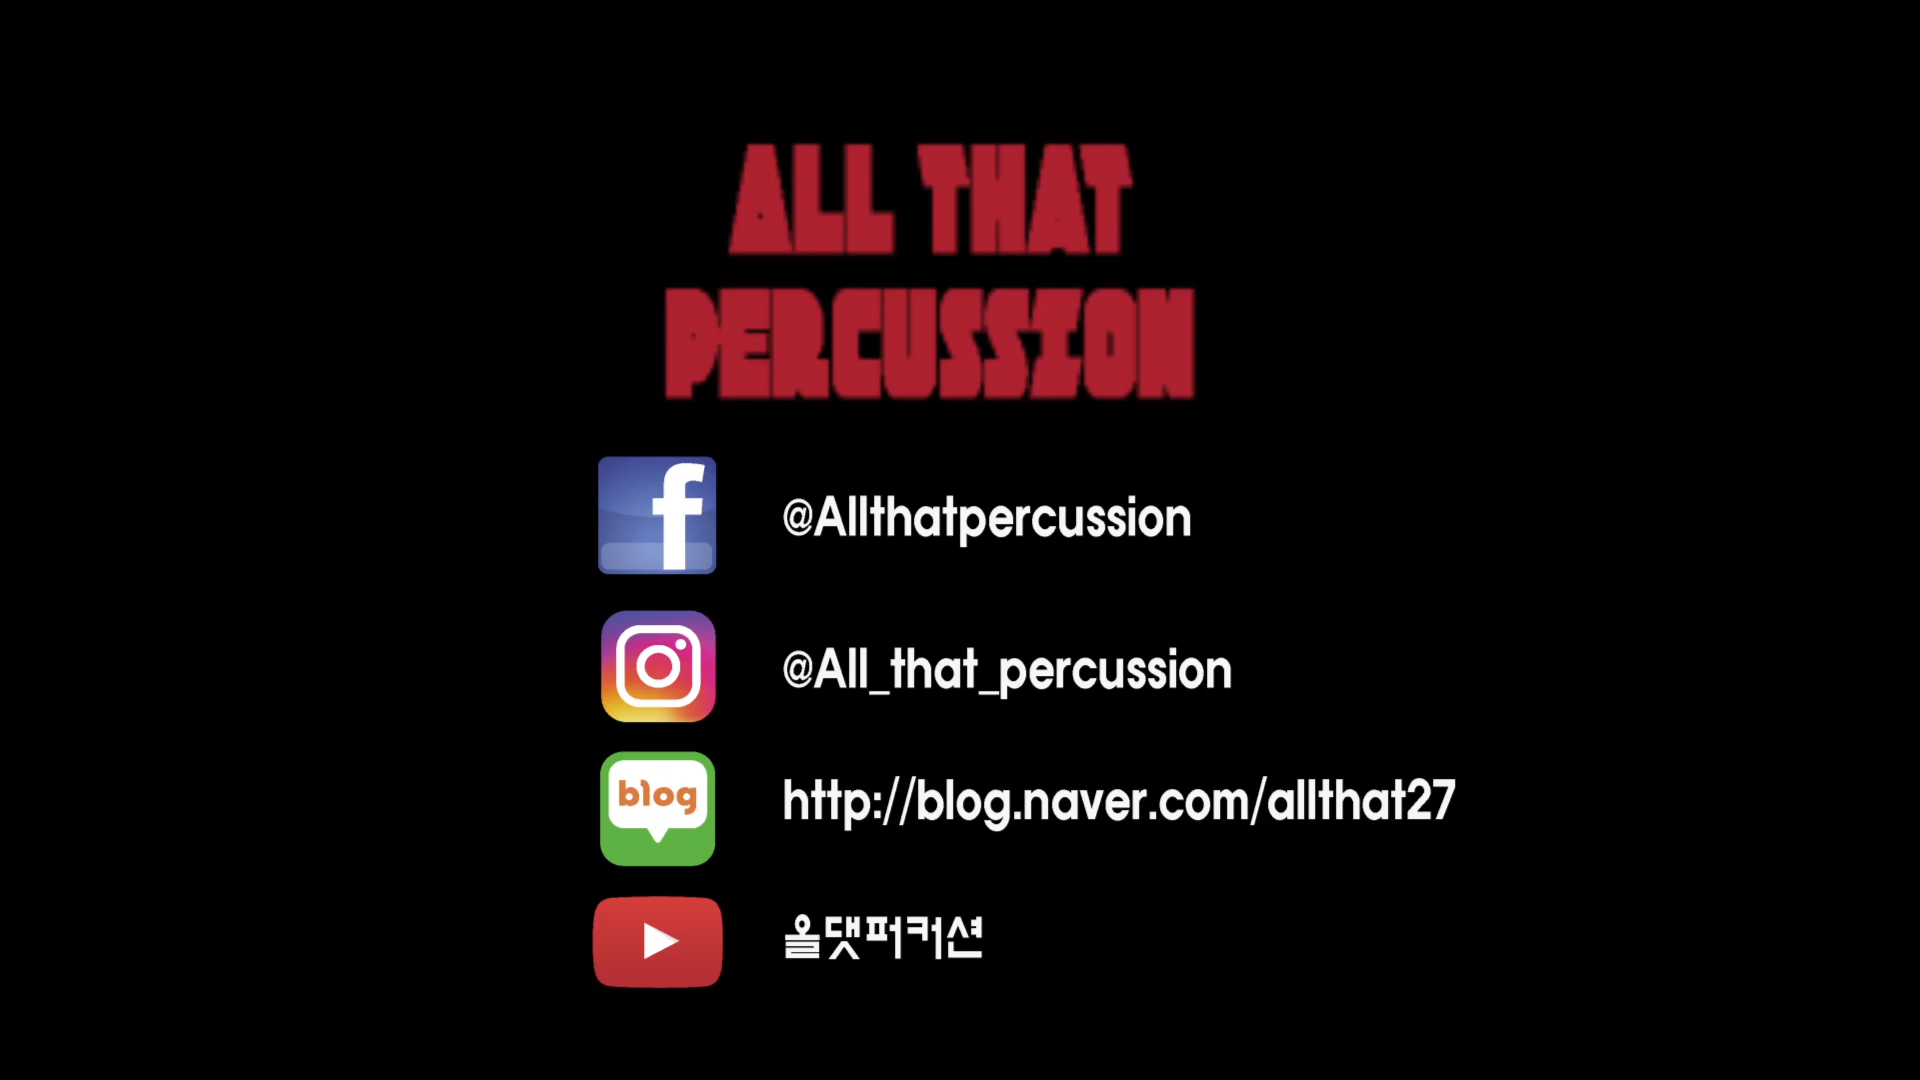 ALL THAT
PERCUSSION
@Allthatpercussion
@All_that_percussion
blog
http://blog.naver.com/allthat27
올댓퍼커션